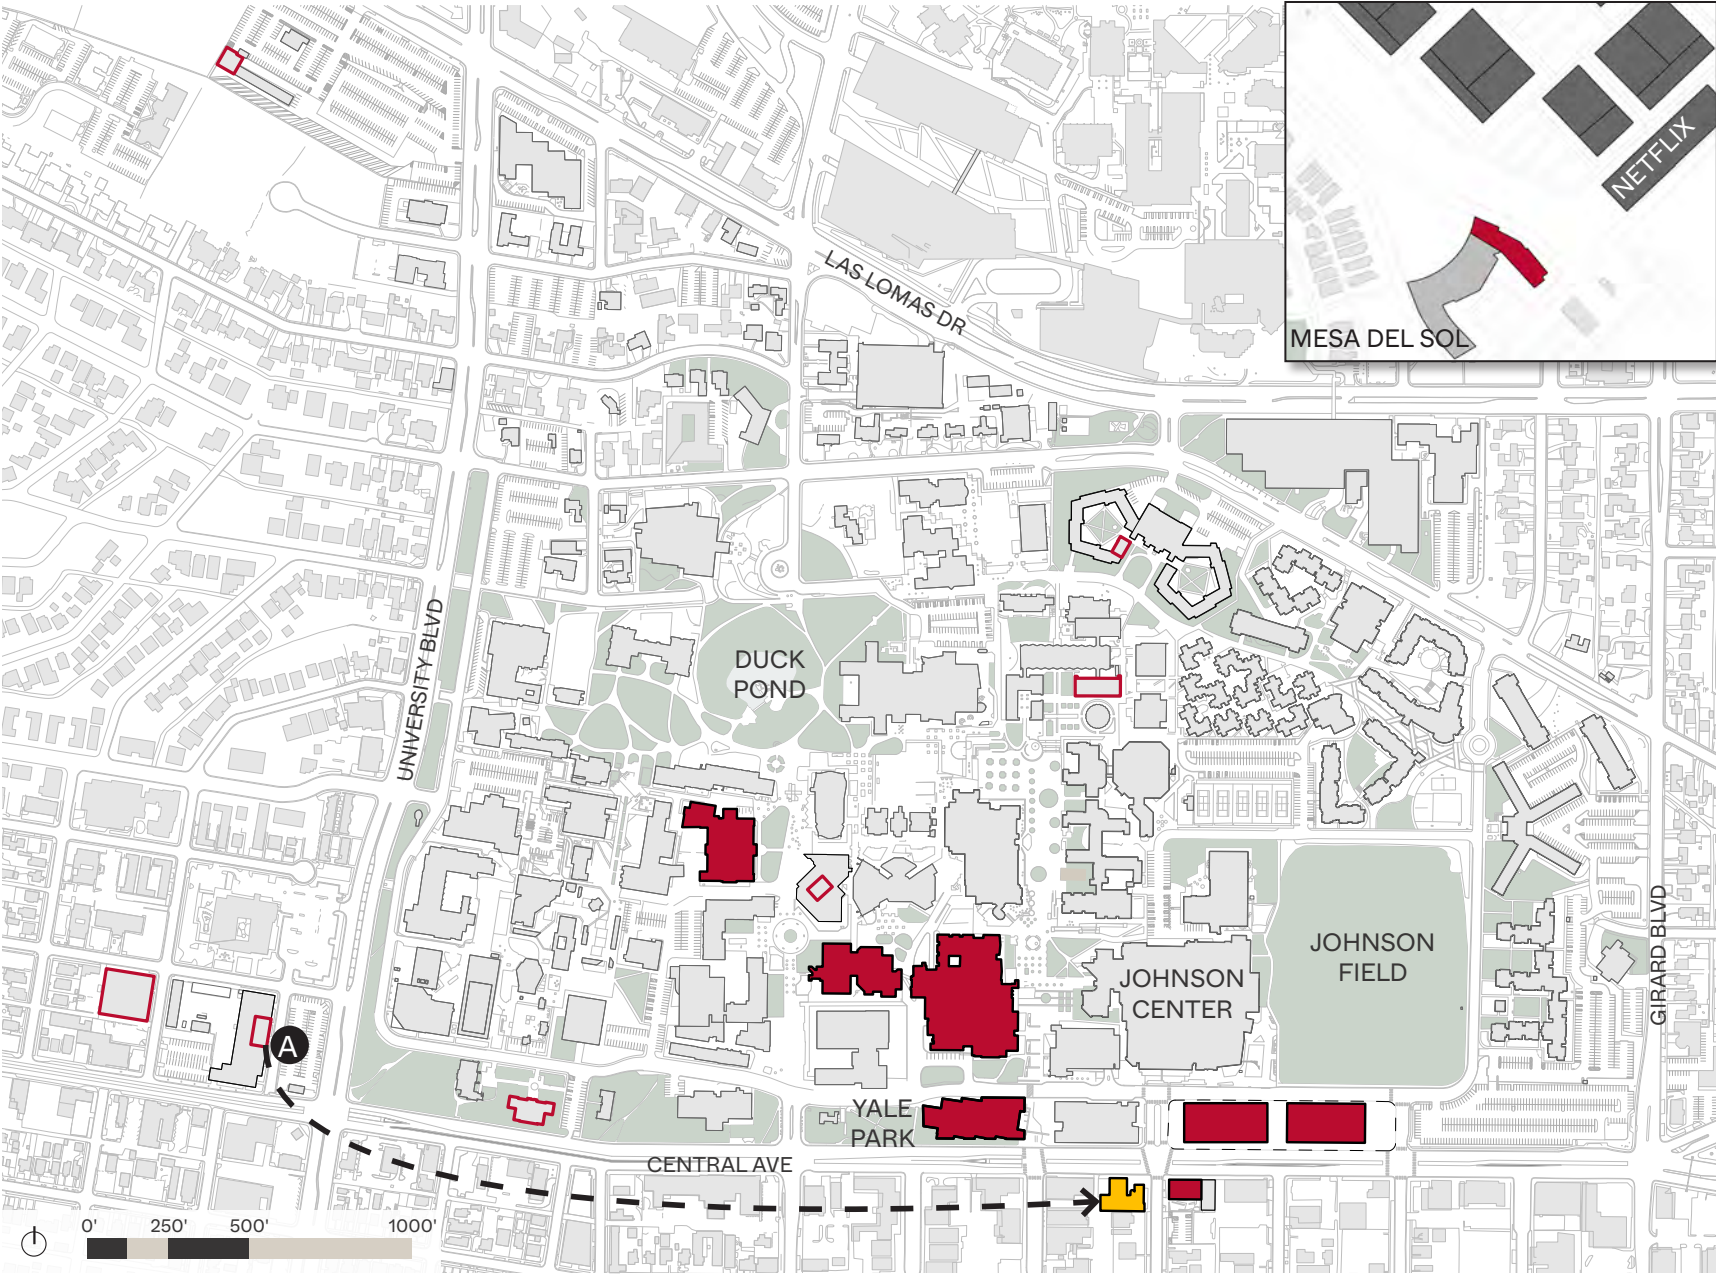 NETFLIX
MESA DEL SOL
LAS LOMAS DR
UNIVERSITY BLVD
DUCK
POND
JOHNSON
FIELD
JOHNSON
CENTER
GIRARD BLVD
A
YALE
PARK
CENTRAL AVE
0' 250' 500' 1000'